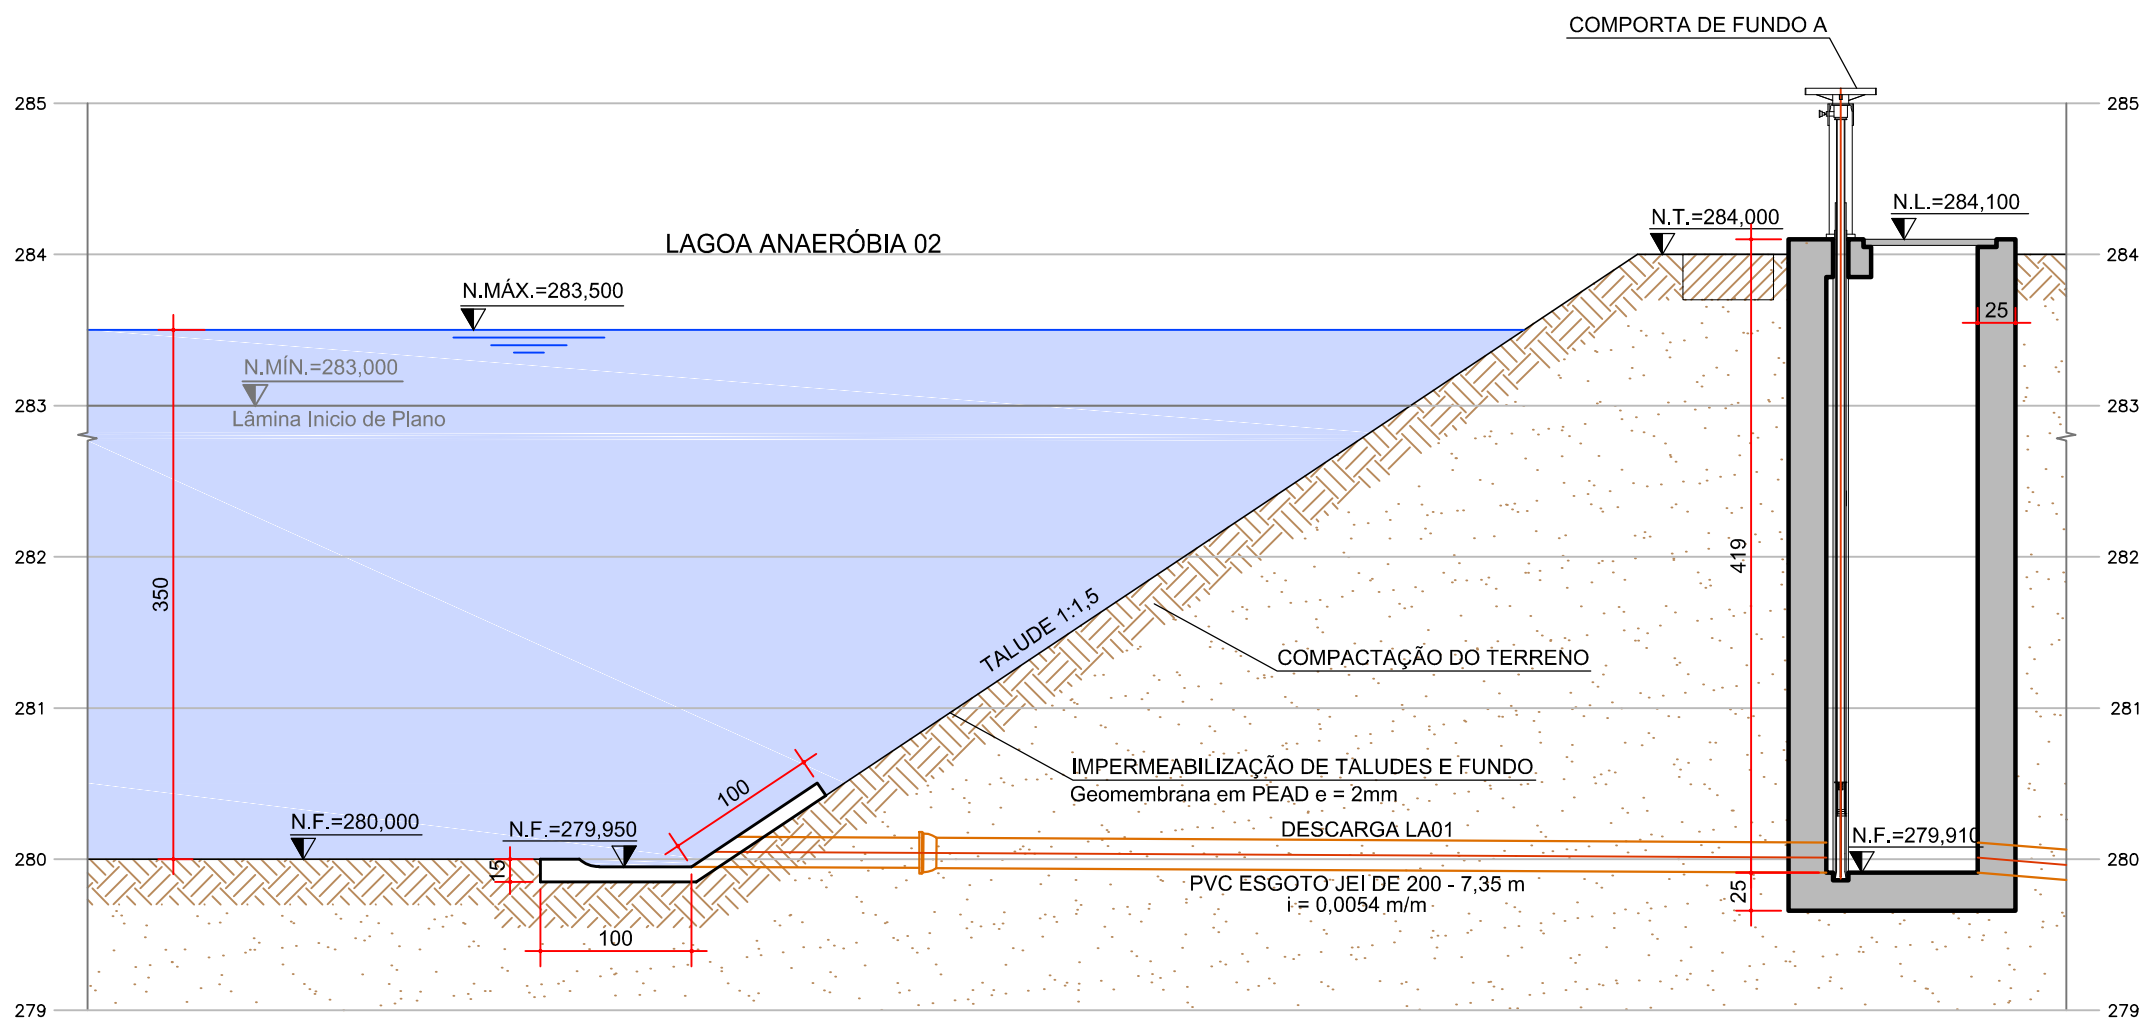 COMPORTA DE FUNDO A
285
285
N.L.=284,100
N.T.=284,000
LAGOA ANAERÓBIA 02
284
284
N.MÁX.=283,500
25
N.MÍN.=283,000
283
283
Lâmina Inicio de Plano
282
282
419
350
TALUDE 1:1,5
COMPACTAÇÃO DO TERRENO
281
281
IMPERMEABILIZAÇÃO DE TALUDES E FUNDO
Geomembrana em PEAD e = 2mm
100
N.F.=280,000
N.F.=279,950
DESCARGA LA01
N.F.=279,910
280
280
15
PVC ESGOTO JEI DE 200 - 7,35 m
i = 0,0054 m/m
25
100
279
279